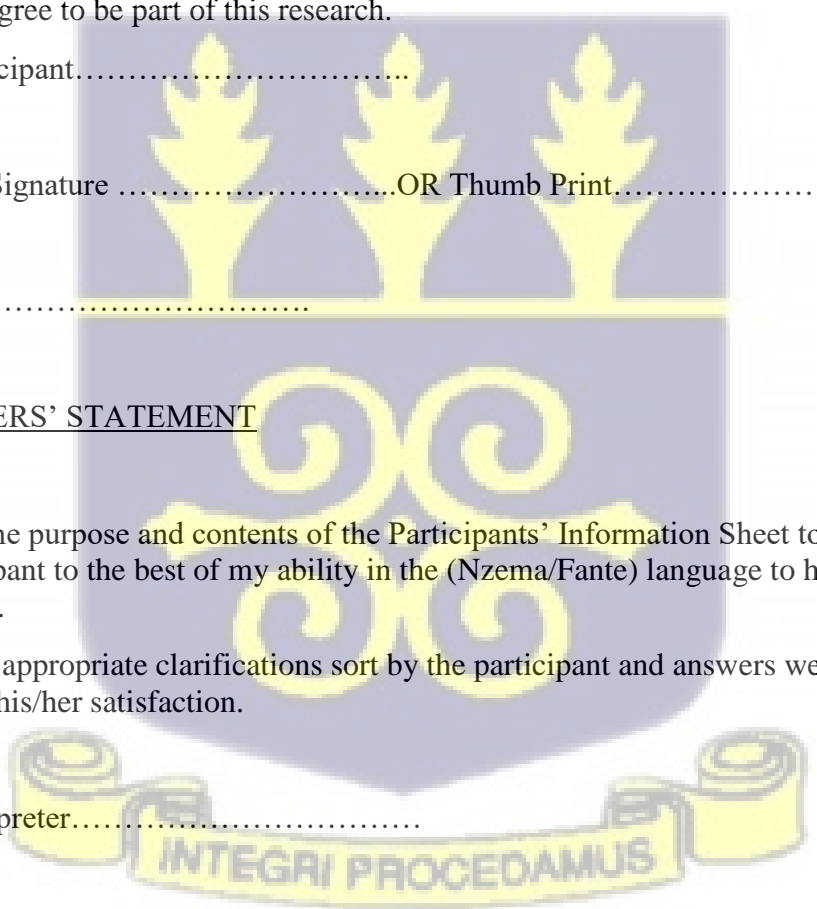 gree to be part of this research.
cipant…………………………..
Signature ……………………...OR Thumb Print………………
………………………….
ERS’ STATEMENT
ne purpose and contents of the Participants’ Information Sheet to
pant to the best of my ability in the (Nzema/Fante) language to h
.
appropriate clarifications sort by the participant and answers we
his/her satisfaction.
preter……………………………
INTEGRI PROCEDAMUS